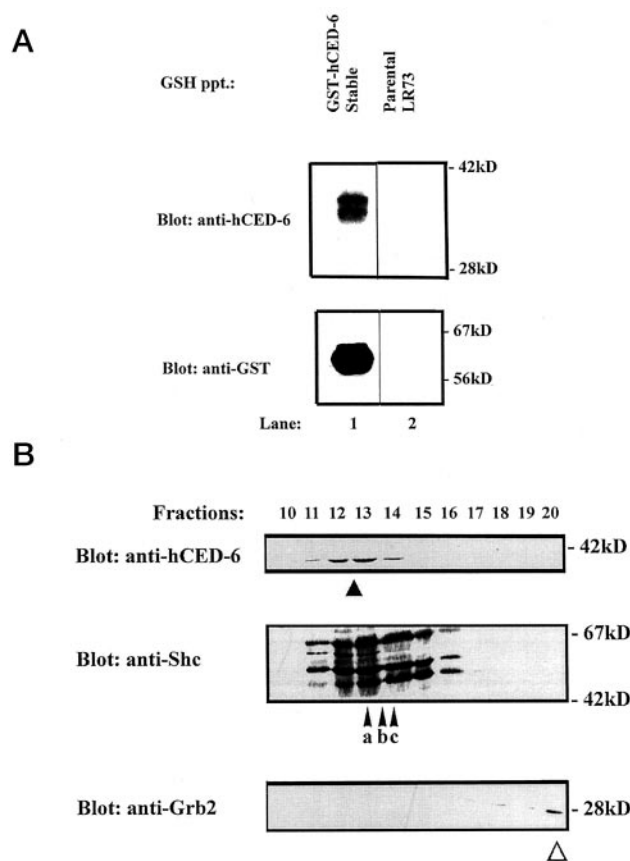 A
GSH ppt.:
GST-hCED-6
Stable
Parental
LR73
- 42kD
Blot: anti-hCED-6
- 28kD
- 67kD
Blot: anti-GST
- 56kD
Lane: 1 2
B
Fractions: 10 11 12 13 14 15 16 17 18 19 20
- 42kD
Blot: anti-hCED-6
- 67kD
Blot: anti-Shc
- 42kD
a b c
Blot: anti-Grb2
- 28kD